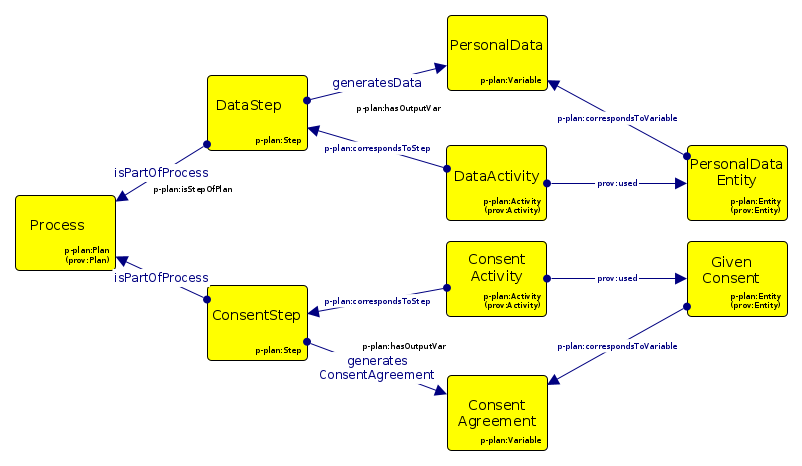 PersonalData
p-plan:Variable
generatesData
p-plan:hasOutputVar
DataStep
p-plan:Step
p-plan:correspondsToVariable
p-plan:correspondsToStep
DataActivity
p-plan:Activity
(prov:Activity)
prov:used
PersonalData
Entity
p-plan:Entity
(prov:Entity)
isPartOfProcess
p-plan:isStepOfPlan
Process
p-plan:Plan
(prov:Plan)
isPartOfProcess
Consent
Activity
p-plan:Activity
(prov:Activity)
prov:used
Given
Consent
p-plan:Entity
(prov:Entity)
p-plan:correspondsToStep
ConsentStep
p-plan:Step
p-plan:hasOutputVar
generates
ConsentAgreement
p-plan:correspondsToVariable
Consent
Agreement
p-plan:Variable